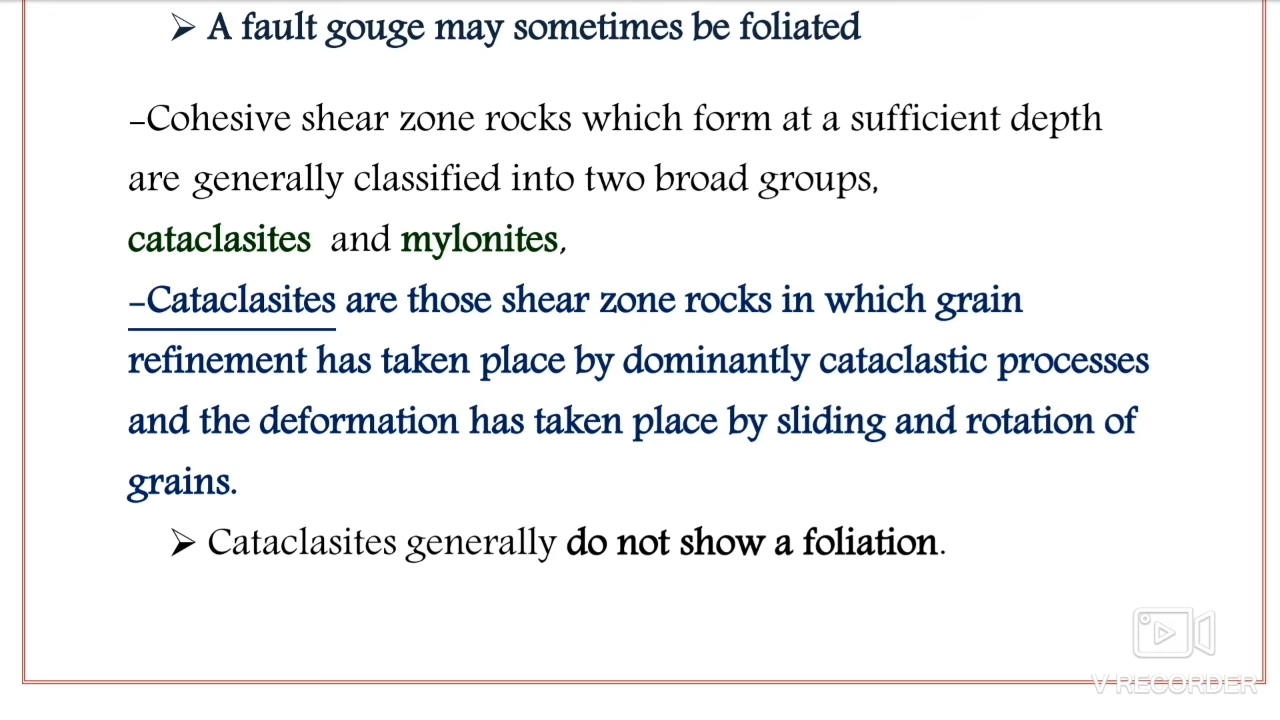 ➢ A fault gouge may sometimes be foliated
-Cohesive shear zone rocks which form at a sufficient depth
are generally classified into two broad groups,
cataclasites and mylonites,
-Cataclasites are those shear zone rocks in which grain
refinement has taken place by dominantly cataclastic processes
and the deformation has taken place by sliding and rotation of
grains.
➢ Cataclasites generally do not show a foliation.
V RECORDER